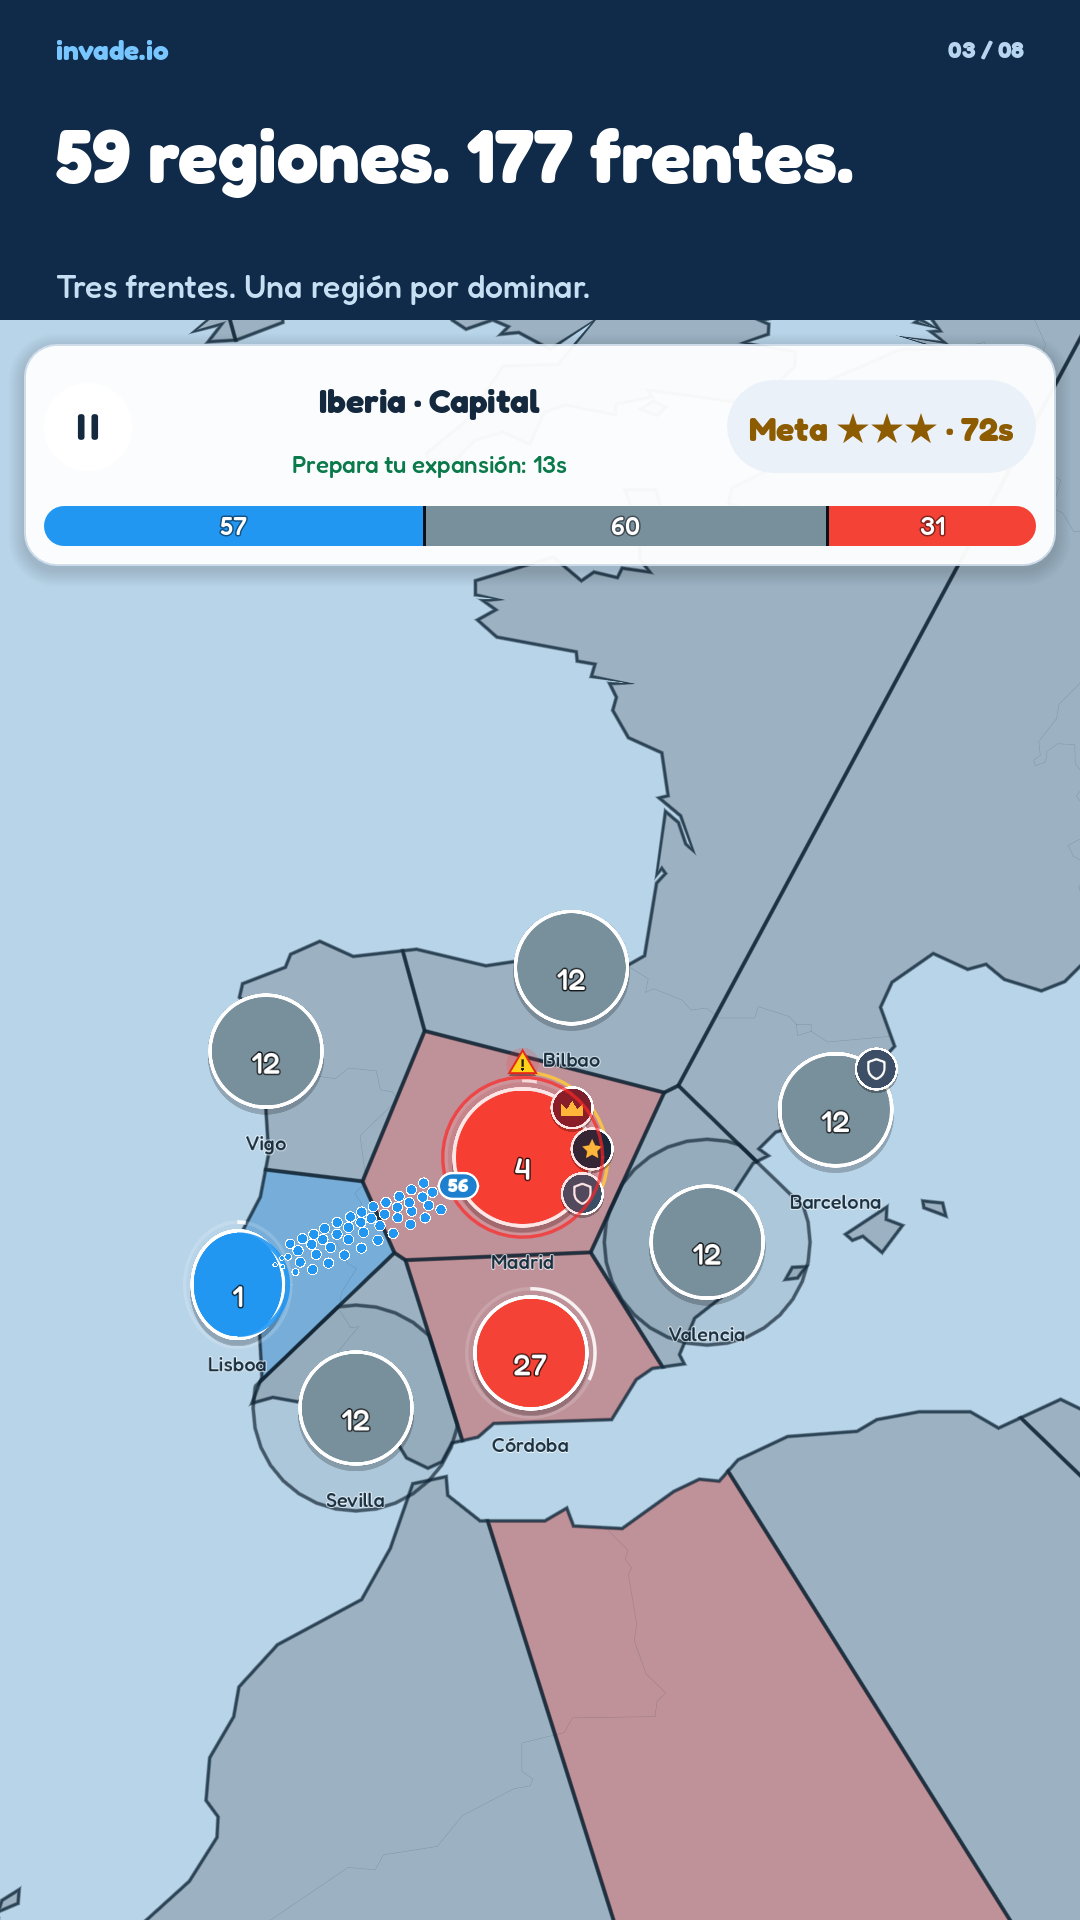 invade.io
03 / 08
59 regiones. 177 frentes.
Tres frentes. Una región por dominar.
Iberia · Capital
Meta ★★★ · 72s
Prepara tu expansión: 13s
57
60
31
12
Bilbao
12
Vigo
12
Barcelona
4
Madrid
56
12
Valencia
1
Lisboa
27
Córdoba
12
Sevilla